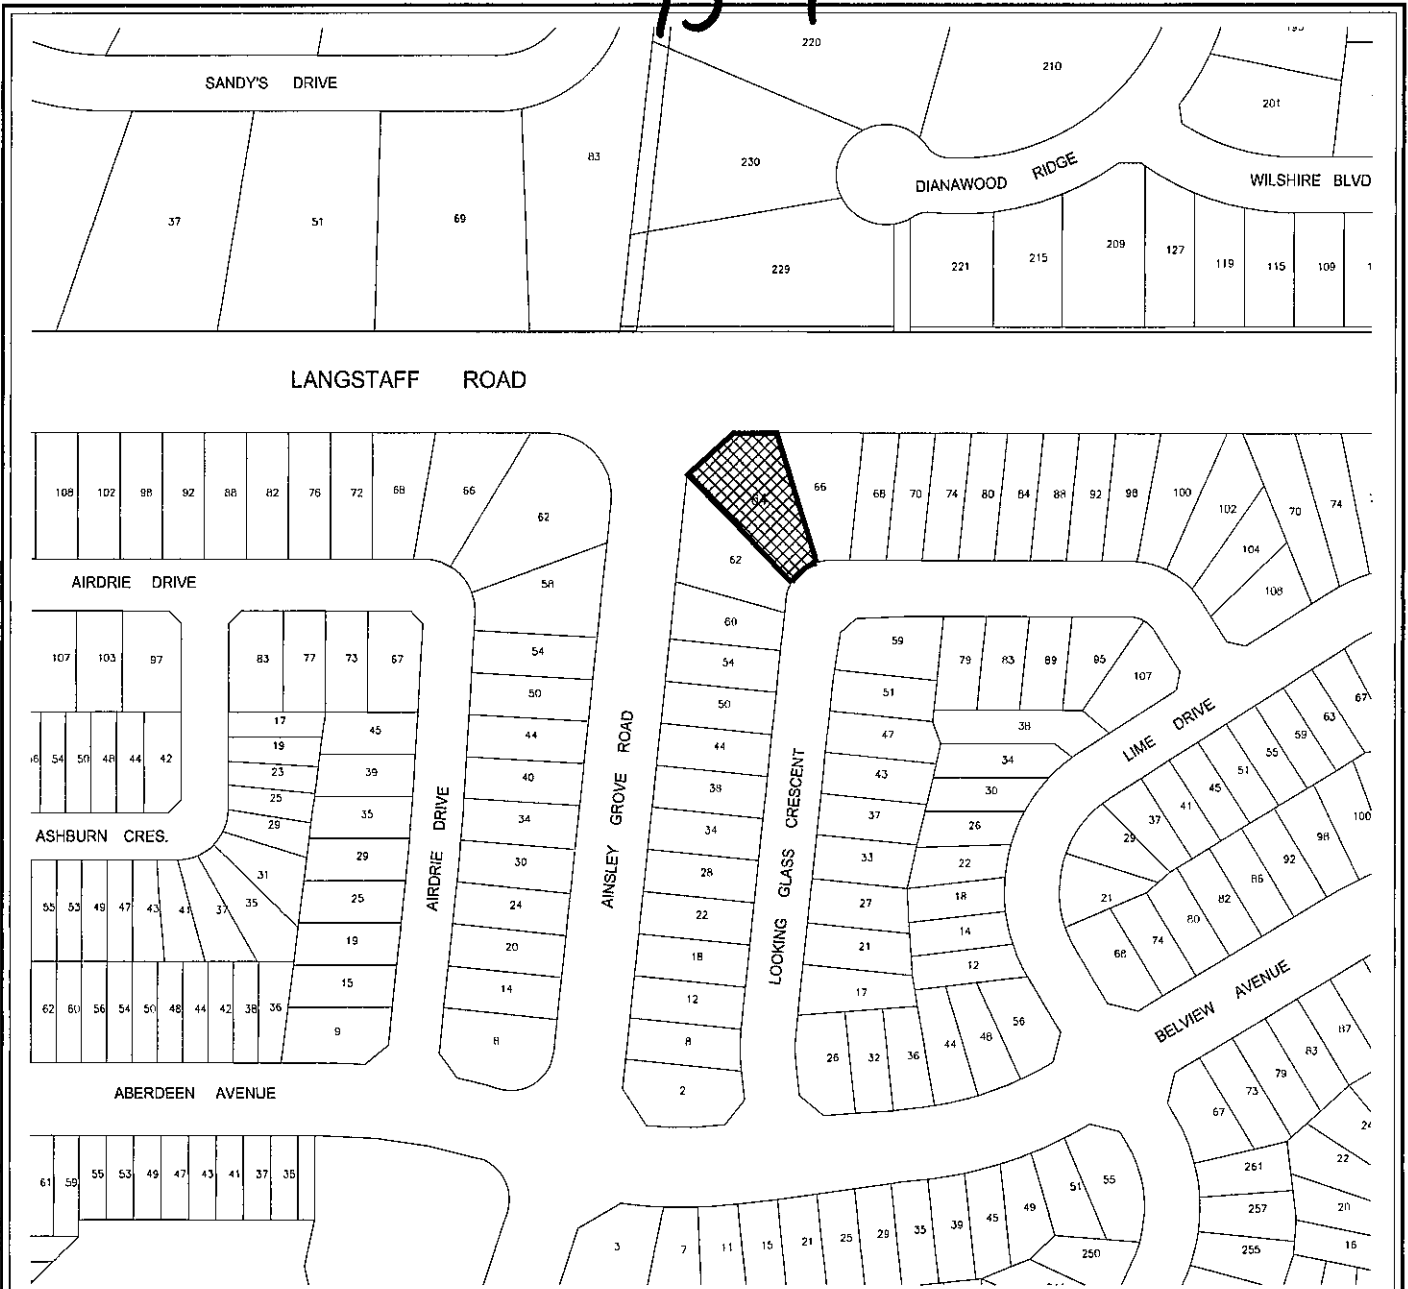 220
210
201
SANDY'S DRIVE
83
230
DIANAWOOD RIDGE
WILSHIRE BLVD
37 51 69
229
221 215 209 127 119 115 109
LANGSTAFF ROAD
108 102 98 92 88 82 76 72 68 66 62
64 66 68 70 74 80 84 88 92 98 100 102 70 74
104
108
62
58
AIRDRIE DRIVE
107 103 97
83 77 73 67
54 50 48 44 42
17
19
23
25
29
31
35
45
39
35
29
25
19
15
9
AIRDRIE DRIVE
54
50
44
40
34
30
24
20
14
8
AINSLEY GROVE ROAD
60
54
50
44
38
34
28
22
18
12
8
2
LOOKING GLASS CRESCENT
59
51
47
43
37
33
27
21
17
79 83 89 95 107
38
34
30
26
22
18
14
12
26 32 36 44 48 56
LIME DRIVE
21 29 37 41 45 51 55 59 63 67
68 74 80 82 86 92 98 100
BELVIEW AVENUE
67 73 79 83 87
ASHBURN CRES.
55 53 49 47 43 41 37
62 60 56 54 50 48 44 42 38 36
ABERDEEN AVENUE
61 59 55 53 49 47 43 41 37 35
3 7 11 15 21 25 29 35 39 45 49 51 55
250
261
257
255
22
20
16